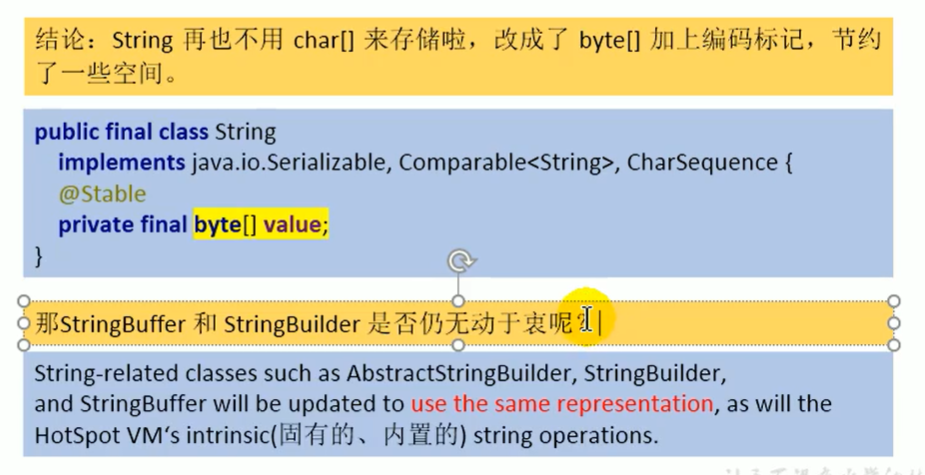 结论：String 再也不用 char[] 来存储啦，改成了 byte[] 加上编码标记，节约
了一些空间。
public final class String
implements java.io.Serializable, Comparable<String>, CharSequence {
@Stable
private final byte[] value;
}
那StringBuffer 和 StringBuilder 是否仍无动于衷呢？
String-related classes such as AbstractStringBuilder, StringBuilder,
and StringBuffer will be updated to use the same representation, as will the
HotSpot VM‘s intrinsic(固有的、内置的) string operations.